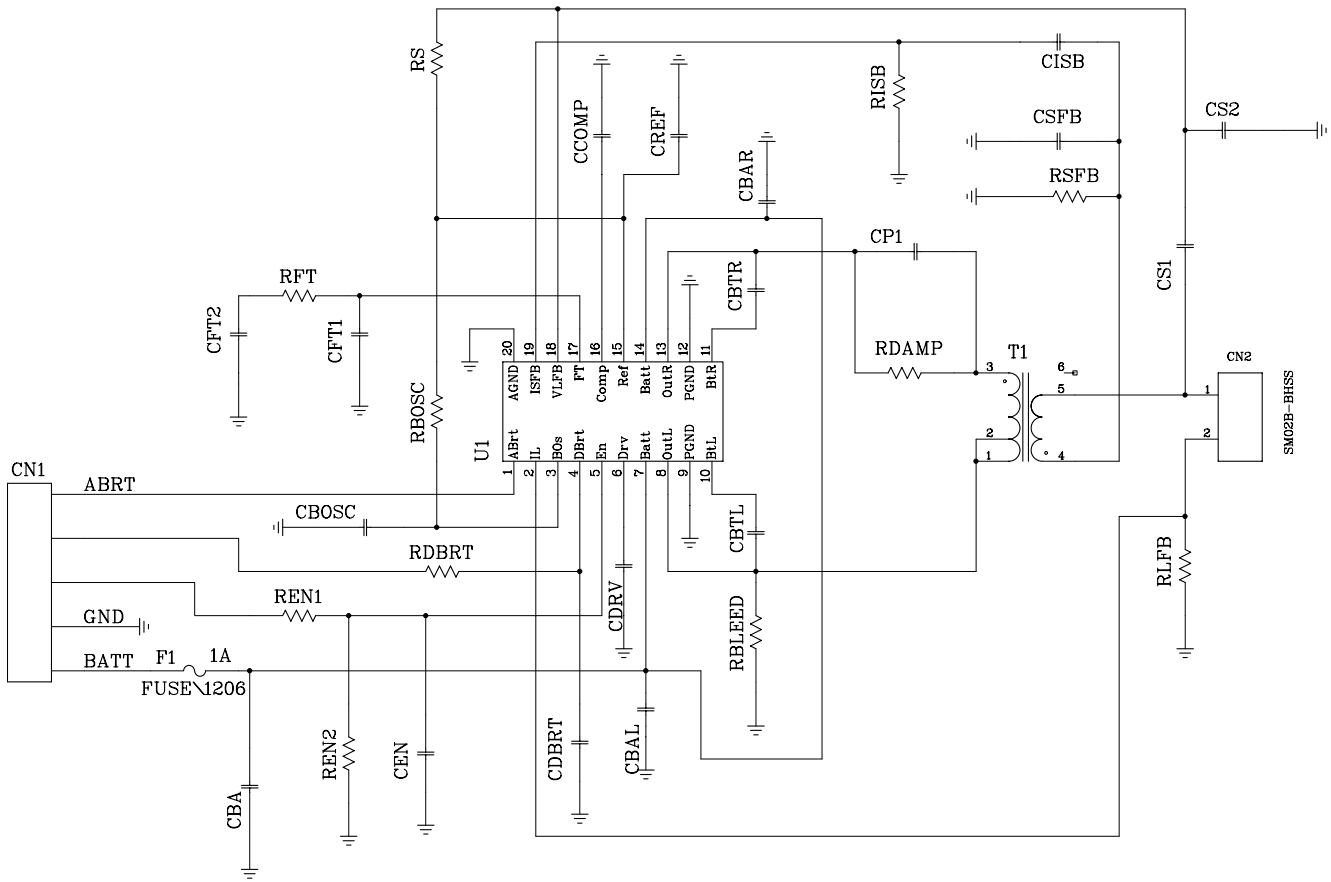 RS
CCOMP
CREF
RISB
CISB
CSFB
RSFB
CS2
CBAR
CP1
CBTR
CS1
RFT
CFT2
CFT1
RDAMP
T1
CN2
SM02B-BHSS
1
2
3
2
1
6
5
4
RBOSC
U1
20 19 18 17 16 15 14 13 12 11
AGND ISFB VLFB FT Comp Ref Batt OutR PGND BtR
ABrt IL BOs DBrt En Drv Batt OutL PGND BtL
1 2 3 4 5 6 7 8 9 10
CN1
ABRT
CBOSC
RDBRT
CBTL
REN1
CDRV
GND
RBLEED
RLFB
BATT F1 1A
FUSE\1206
REN2
CEN
CDBRT
CBAL
CBA